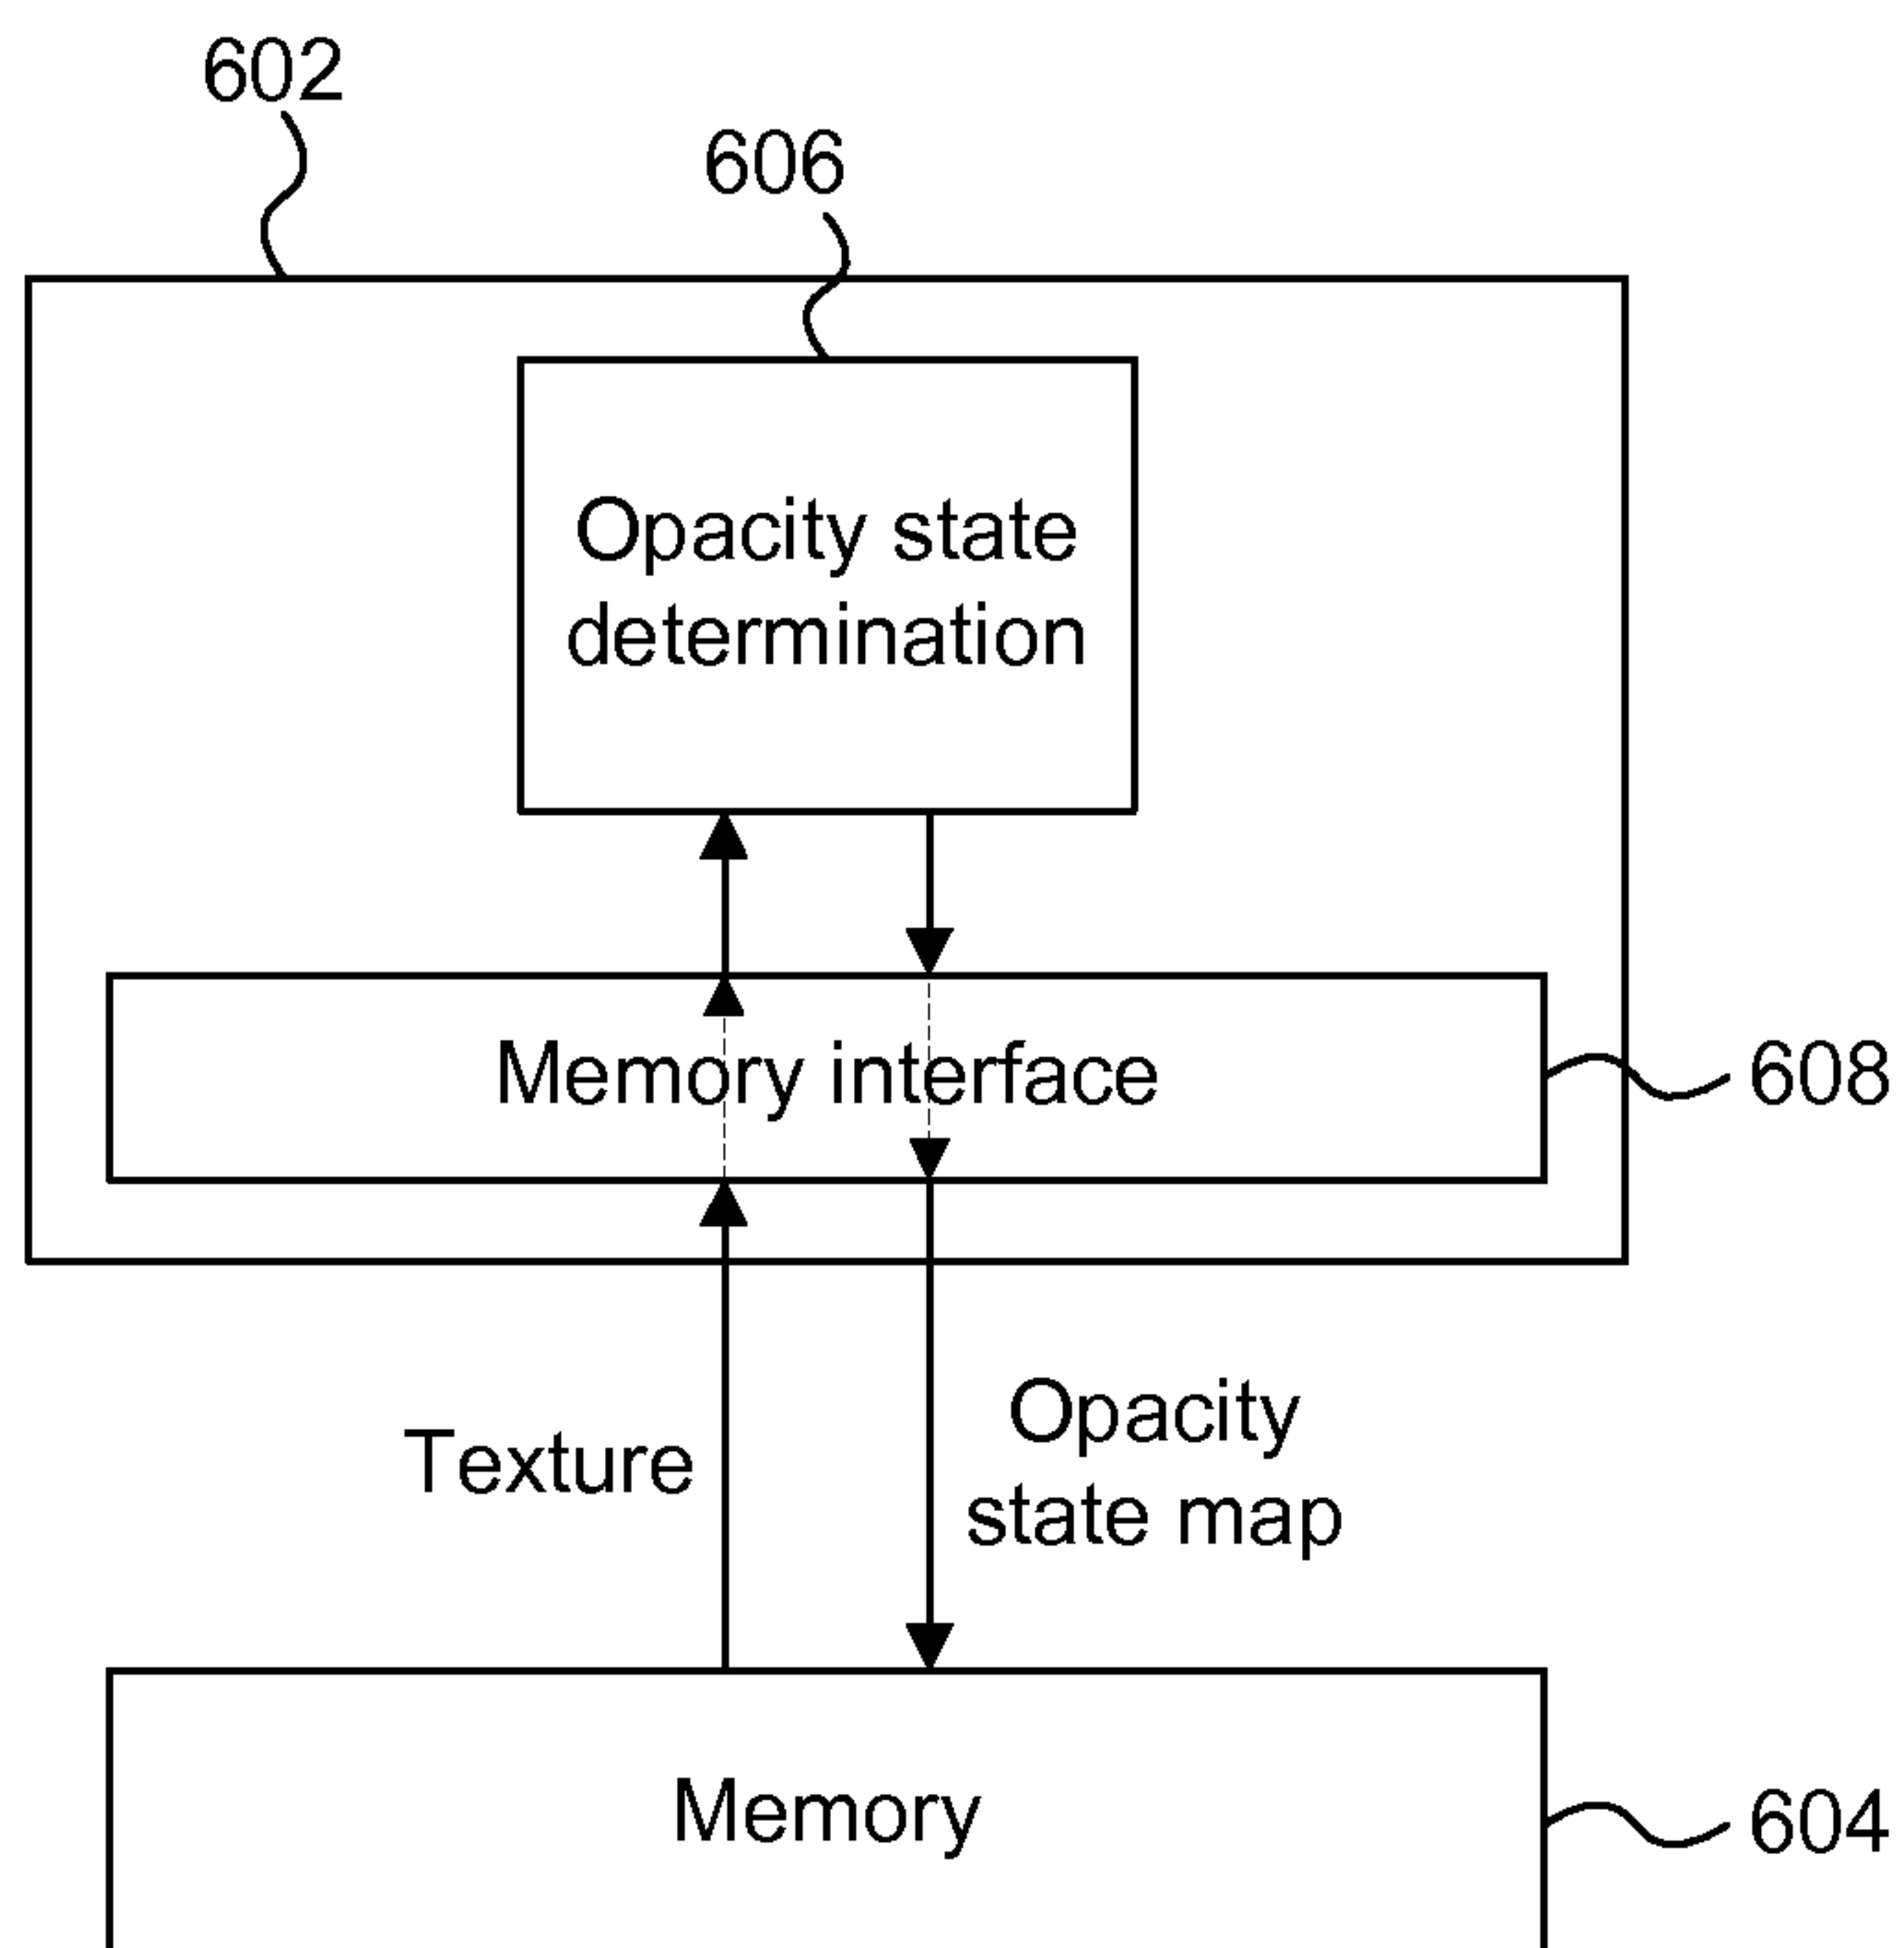 602
606
Opacity state
determination
Memory interface
608
Texture
Opacity
state map
Memory
604